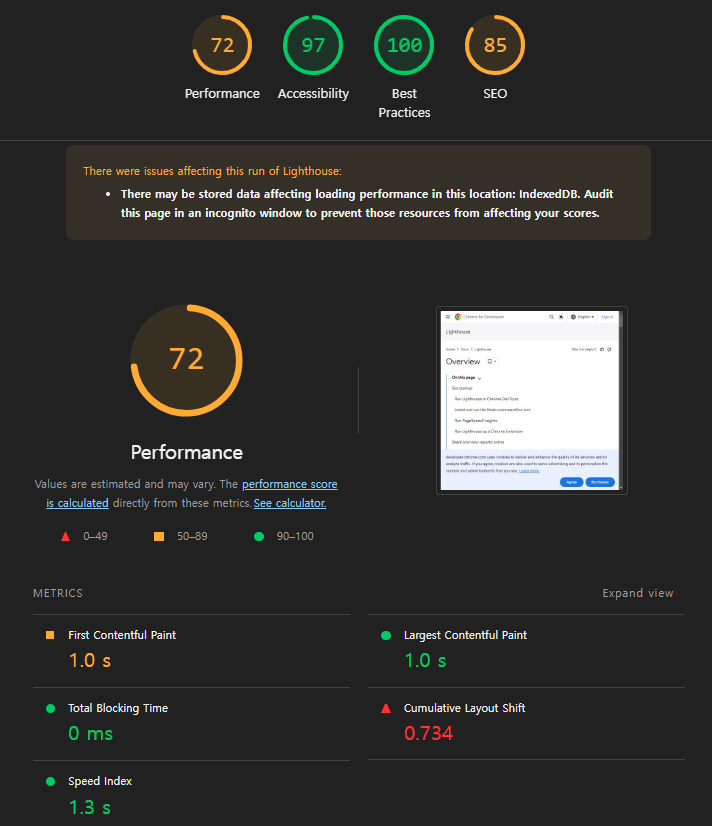 72
97
100
85
Performance
Accessibility
Best
Practices
SEO
There were issues affecting this run of Lighthouse:
• There may be stored data affecting loading performance in this location: IndexedDB. Audit
this page in an incognito window to prevent those resources from affecting your scores.
72
Performance
Values are estimated and may vary. The performance score
is calculated directly from these metrics. See calculator.
0–49
50–89
90–100
Chrome for Developers
English
Sign in
Lighthouse
Home > Docs > Lighthouse
Was this helpful?
Overview
On this page
Get started
Run Lighthouse in Chrome DevTools
Install and run the Node command line tool
Run PageSpeed Insights
Run Lighthouse as a Chrome Extension
Share and view reports online
developer.chrome.com uses cookies to deliver and enhance the quality of its services and to
analyze traffic. If you agree, cookies are also used to serve advertising and to personalize the
content and advertisements that you see. Learn more.
Agree
No thanks
METRICS
Expand view
First Contentful Paint
1.0 s
Largest Contentful Paint
1.0 s
Total Blocking Time
0 ms
Cumulative Layout Shift
0.734
Speed Index
1.3 s